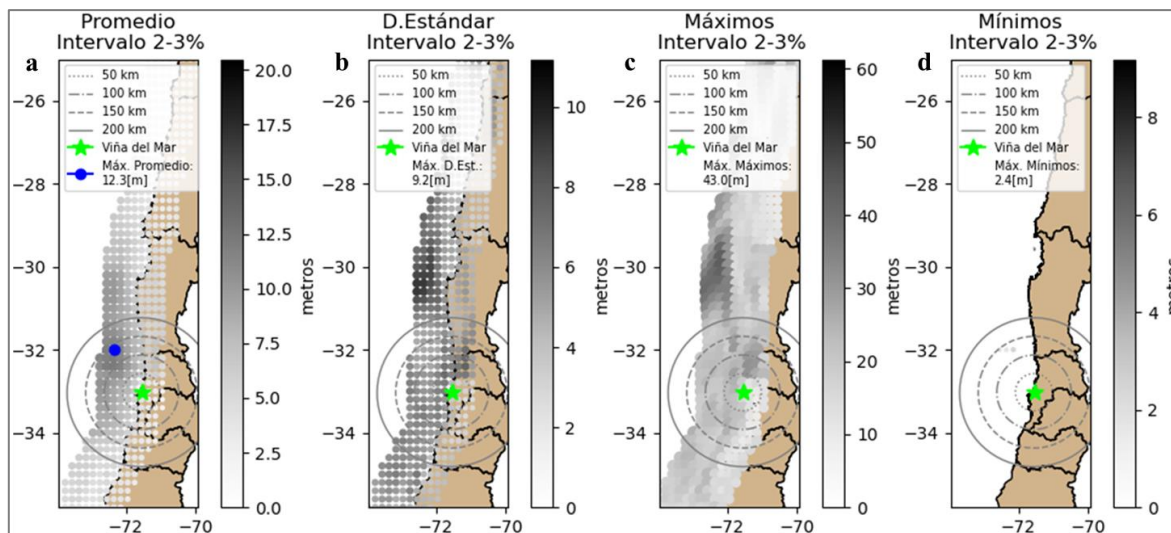 Promedio
Intervalo 2-3%
a
50 km
100 km
150 km
200 km
Viña del Mar
Máx. Promedio:
12.3[m]
−26
−28
−30
−32
−34
−72
−70
20.0
17.5
15.0
12.5
10.0
7.5
5.0
2.5
0.0
metros
D.Estándar
Intervalo 2-3%
b
50 km
100 km
150 km
200 km
Viña del Mar
Máx. D.Est.:
9.2[m]
−26
−28
−30
−32
−34
−72
−70
10
8
6
4
2
0
metros
Máximos
Intervalo 2-3%
c
50 km
100 km
150 km
200 km
Viña del Mar
Máx. Máximos:
43.0[m]
−26
−28
−30
−32
−34
−72
−70
60
50
40
30
20
10
0
metros
Mínimos
Intervalo 2-3%
d
50 km
100 km
150 km
200 km
Viña del Mar
Máx. Mínimos:
2.4[m]
−26
−28
−30
−32
−34
−72
−70
8
6
4
2
0
metros